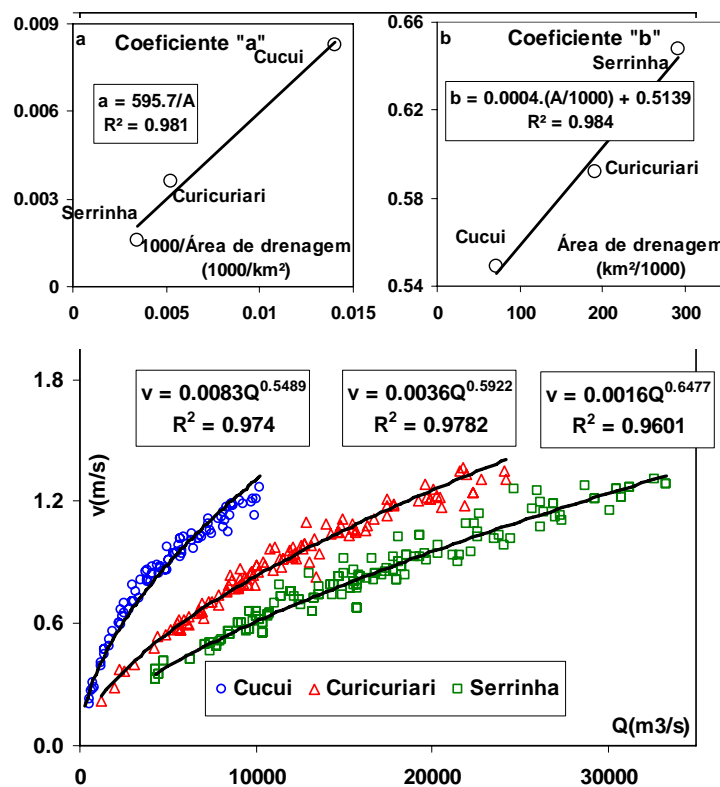 a
Coeficiente "a"
0.009
0.006
0.003
0
Cucui
a = 595.7/A
R² = 0.981
Curicuriari
Serrinha
1000/Área de drenagem
(1000/km²)
0
0.005
0.01
0.015
b
Coeficiente "b"
0.66
0.62
0.58
0.54
Serrinha
b = 0.0004.(A/1000) + 0.5139
R² = 0.984
Curicuriari
Cucui
Área de drenagem
(km²/1000)
0
100
200
300
v(m/s)
1.8
1.2
0.6
0.0
v = 0.0083Q^0.5489
R² = 0.974
v = 0.0036Q^0.5922
R² = 0.9782
v = 0.0016Q^0.6477
R² = 0.9601
Cucui Curicuriari Serrinha
Q(m3/s)
0
10000
20000
30000